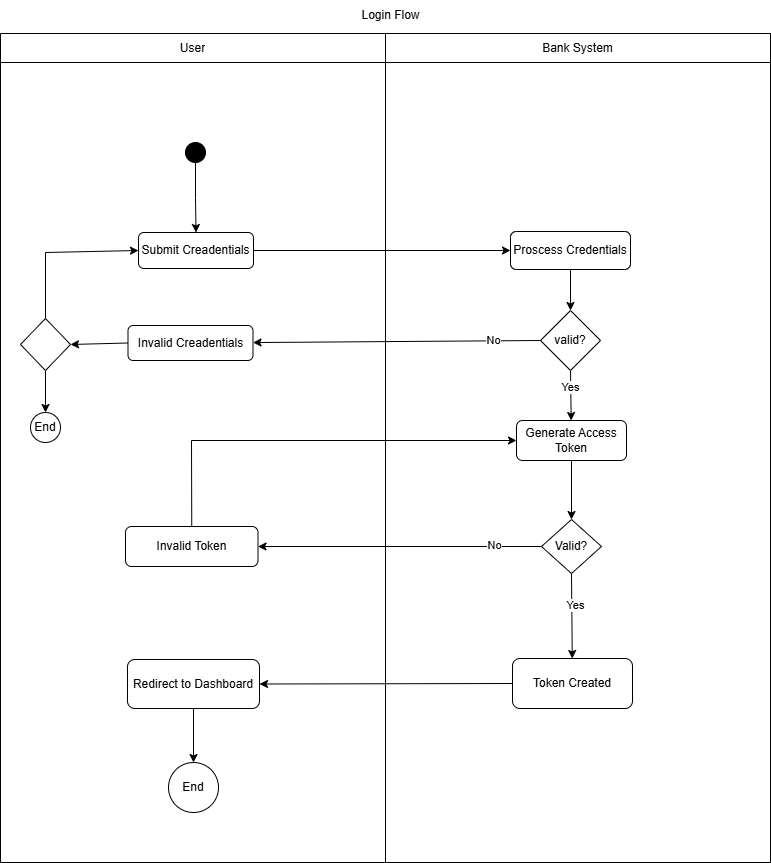 Login Flow
User
Bank System
Submit Creadentials
Proscess Credentials
Invalid Creadentials
No
valid?
Yes
End
Generate Access
Token
Invalid Token
No
Valid?
Yes
Redirect to Dashboard
Token Created
End